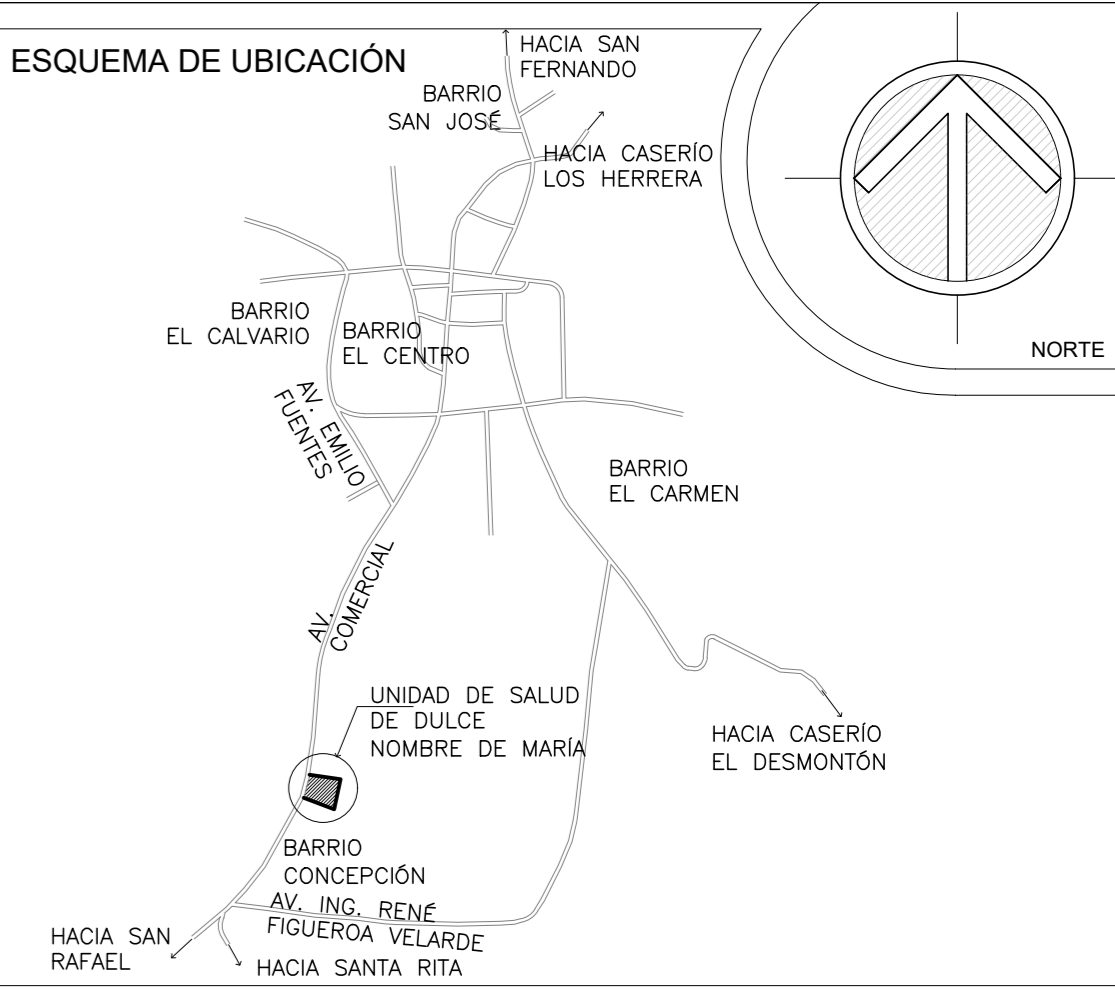 ESQUEMA DE UBICACIÓN
HACIA SAN
FERNANDO
BARRIO
SAN JOSÉ
HACIA CASERÍO
LOS HERRERA
NORTE
BARRIO
EL CALVARIO
BARRIO
EL CENTRO
AV. EMILIO
FUENTES
BARRIO
EL CARMEN
AV.
COMERCIAL
UNIDAD DE SALUD
DE DULCE
NOMBRE DE MARÍA
HACIA CASERÍO
EL DESMONTÓN
BARRIO
CONCEPCIÓN
AV. ING. RENÉ
FIGUEROA VELARDE
HACIA SAN
RAFAEL
HACIA SANTA RITA